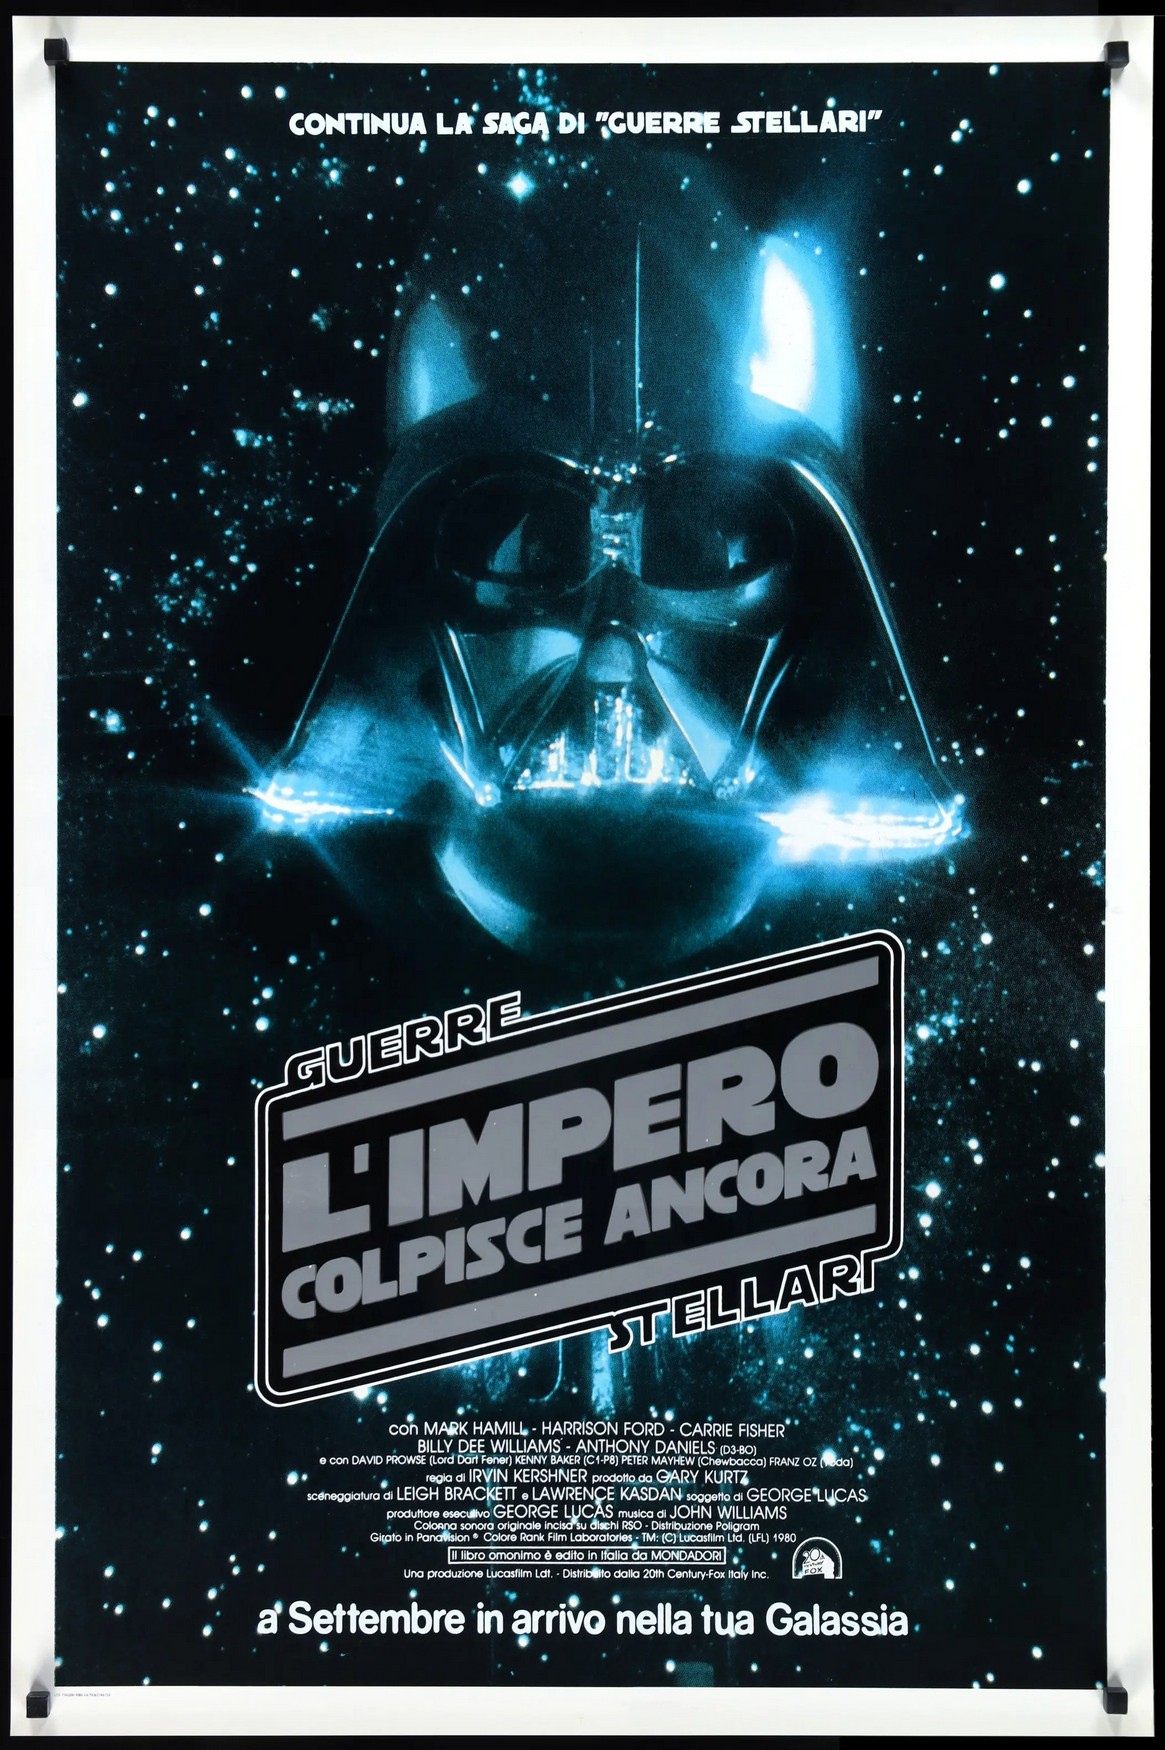 CONTINUA LA SAGA DI "GUERRE STELLARI"
GUERRE
L'IMPERO
COLPISCE ANCORA
STELLARI
con MARK HAMILL - HARRISON FORD - CARRIE FISHER
BILLY DEE WILLIAMS - ANTHONY DANIELS (D3-BO)
e con DAVID PROWSE (Lord Dart Fener) KENNY BAKER (C1-P8) PETER MAYHEW (Chewbacca) FRANZ OZ (Yoda)
regia di IRVIN KERSHNER prodotto da GARY KURTZ
sceneggiatura di LEIGH BRACKETT e LAWRENCE KASDAN soggetto di GEORGE LUCAS
produttore esecutivo GEORGE LUCAS musica di JOHN WILLIAMS
Colonna sonora originale incisa su dischi RSO - Distribuzione Poligram
Girato in Panavision ® Colore Rank Film Laboratories - TM: (C) Lucasfilm Ltd. (LFL) 1980
Il libro omonimo è edito in Italia da MONDADORI
Una produzione Lucasfilm Ldt. - Distribuito dalla 20th Century-Fox Italy Inc.
20th CENTURY FOX
a Settembre in arrivo nella tua Galassia